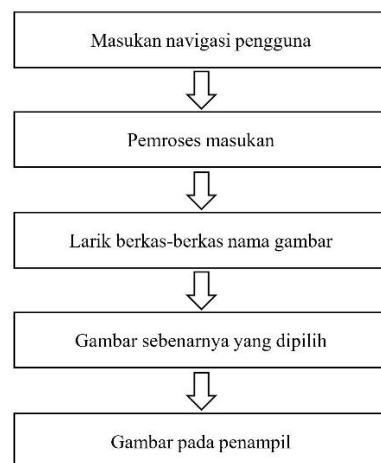 Masukan navigasi pengguna
Pemroses masukan
Larik berkas-berkas nama gambar
Gambar sebenarnya yang dipilih
Gambar pada penampil